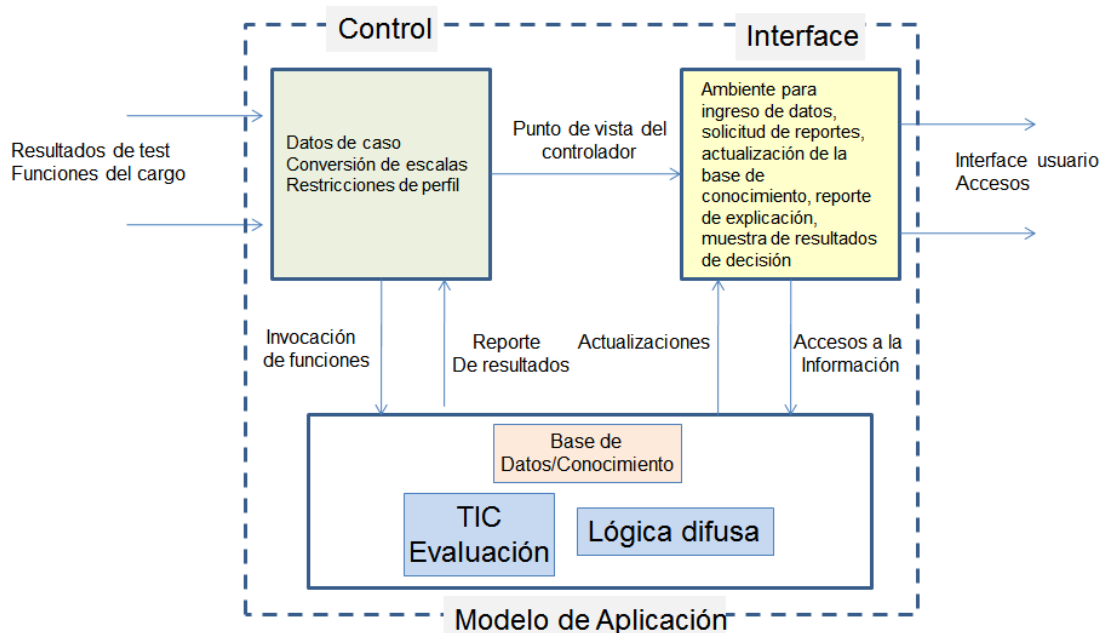 Control
Interface
Resultados de test
Funciones del cargo
Datos de caso
Conversión de escalas
Restricciones de perfil
Punto de vista del
controlador
Ambiente para
ingreso de datos,
solicitud de reportes,
actualización de la
base de
conocimiento, reporte
de explicación,
muestra de resultados
de decisión
Interface usuario
Accesos
Invocación
de funciones
Reporte
De resultados
Actualizaciones
Accesos a la
Información
Base de
Datos/Conocimiento
TIC
Evaluación
Lógica difusa
Modelo de Aplicación